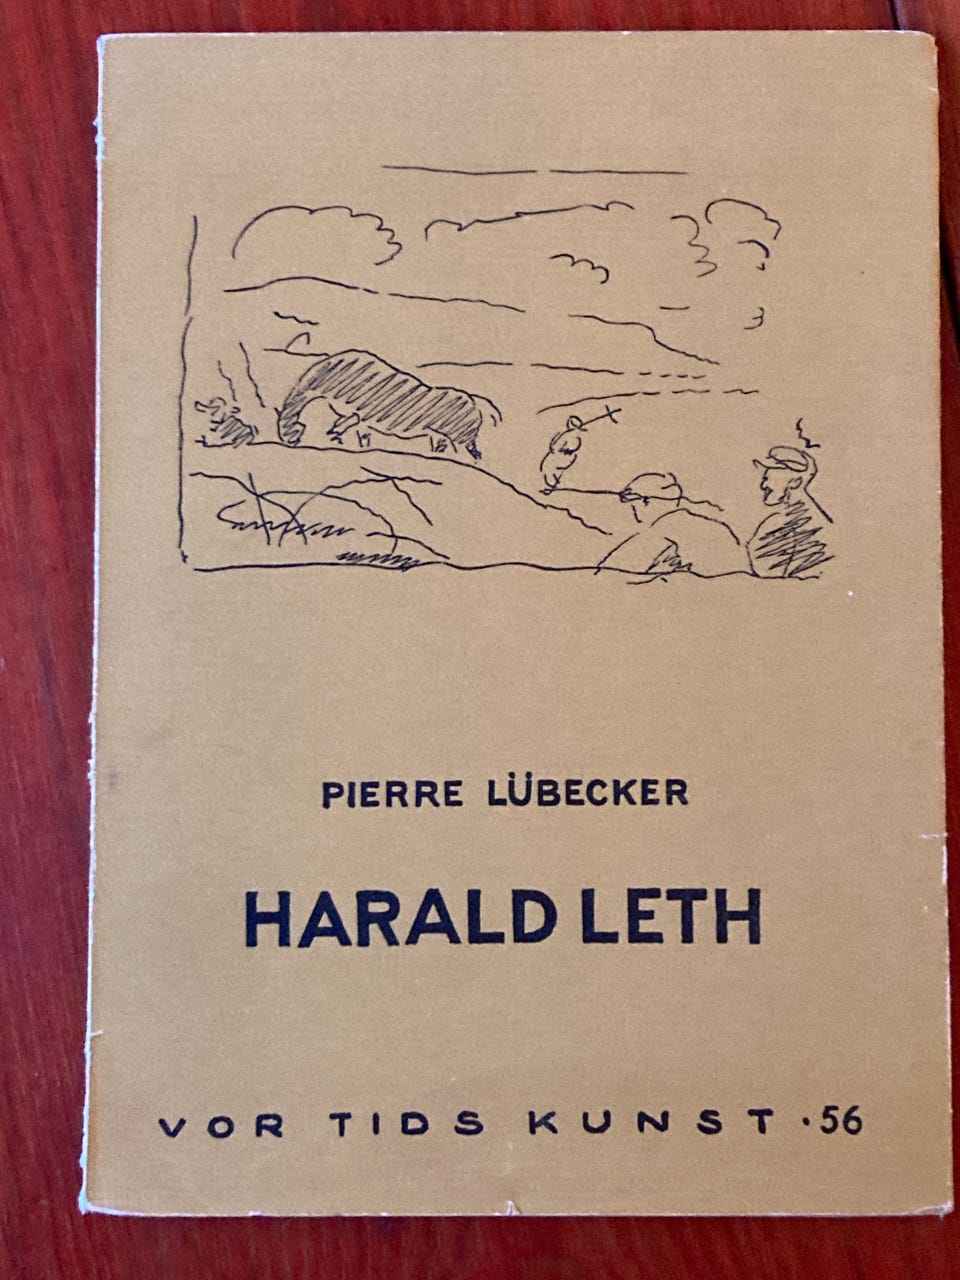 PIERRE LÜBECKER
HARALD LETH
VOR TIDS KUNST · 56